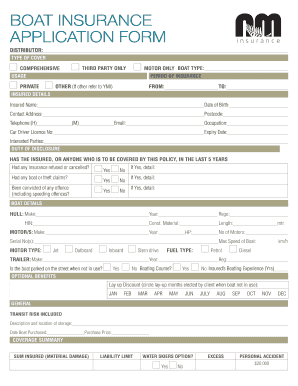 BOAT INSURANCE
APPLICATION FORM
nm
insurance
DISTRIBUTOR:
TYPE OF COVER
COMPREHENSIVE THIRD PARTY ONLY MOTOR ONLY BOAT TYPE:
USAGE PERIOD OF INSURANCE
PRIVATE OTHER (If other refer to YMI) FROM: TO:
INSURED DETAILS
Insured Name: Date of Birth
Contact Address: Postcode:
Telephone (H) (M) Email: Occupation:
Car Driver License No: Expiry Date:
Interested Parties:
DUTY OF DISCLOSURE
HAS THE INSURED, OR ANYONE WHO IS TO BE COVERED BY THIS POLICY, IN THE LAST 5 YEARS
Had any insurance refused or cancelled? Yes No If Yes, detail:
Had any boat or theft claims? Yes No If Yes, detail:
Been convicted of any offence Yes No If Yes, detail:
(including speeding offences)
BOAT DETAILS
HULL: Make: Year: Rego:
HIN: Const. Material: Length: mtr
MOTOR/S: Make: Year: HP: No of Motors:
Serial No(s): Max Speed of Boat: km/h
MOTOR TYPE: Jet Outboard Inboard Stern drive FUEL TYPE: Petrol Diesel
TRAILER: Make: Year: Rego:
Is the boat parked on the street when not in use? Yes No Boating Course? Yes No Insured's Boating Experience (Yrs)
OPTIONAL BENEFITS
Lay up Discount (circle lay-up months elected by client when boat not in use):
JAN FEB MAR APR MAY JUN JULY AUG SEP OCT NOV DEC
GENERAL
TRANSIT RISK INCLUDED
Description and location of storage:
Date Boat Purchased: Purchase Price:
COVERAGE SUMMARY
SUM INSURED (MATERIAL DAMAGE) LIABILITY LIMIT WATER SKIERS OPTION? EXCESS PERSONAL ACCIDENT
Yes No $20,000